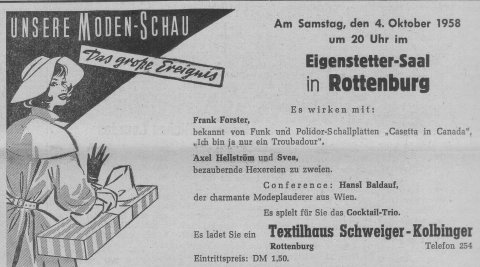 UNSERE MODEN-SCHAU
Das große Ereignis
Am Samstag, den 4. Oktober 1958
um 20 Uhr im
Eigenstetter-Saal
in Rottenburg
Es wirken mit:
Frank Forster,
bekannt von Funk und Polidor-Schallplatten „Casetta in Canada",
„Ich bin ja nur ein Troubadour",
Axel Hellström und Svea,
bezaubernde Hexereien zu zweien.
Conference: Hansl Baldauf,
der charmante Modeplauderer aus Wien.
Es spielt für Sie das Cocktail-Trio.
Es ladet Sie ein Textilhaus Schweiger-Kolbinger
Rottenburg Telefon 254
Eintrittspreis: DM 1,50.